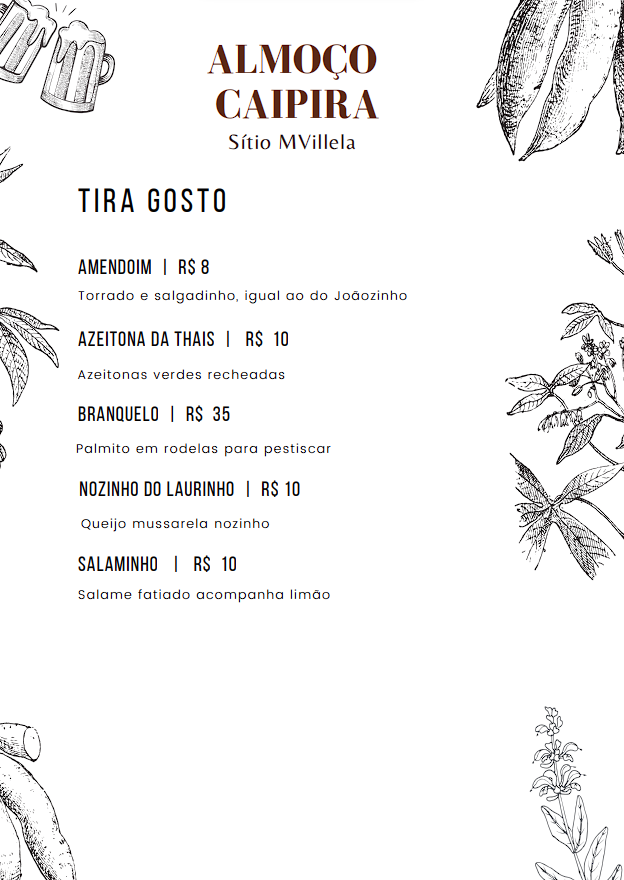 ALMOÇO
CAIPIRA
Sítio MVillela
TIRA GOSTO
AMENDOIM | R$ 8
Torrado e salgadinho, igual ao do Joãozinho
AZEITONA DA THAIS | R$ 10
Azeitonas verdes recheadas
BRANQUELO | R$ 35
Palmito em rodelas para pestiscar
NOZINHO DO LAURINHO | R$ 10
Queijo mussarela nozinho
SALAMINHO | R$ 10
Salame fatiado acompanha limão